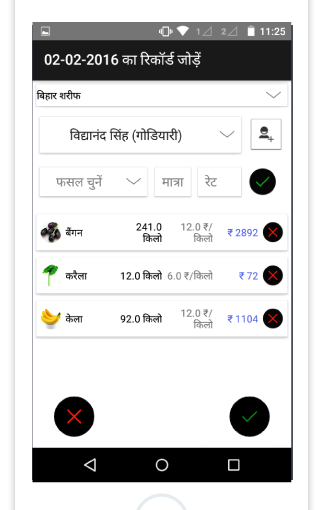 1 2 11:25
02-02-2016 का रिकॉर्ड जोड़ें
बिहार शरीफ
विद्यानंद सिंह (गोडियारी)
फसल चुनें मात्रा रेट
बैंगन 241.0 किलो 12.0 ₹/किलो ₹ 2892
करैला 12.0 किलो 6.0 ₹/किलो ₹ 72
केला 92.0 किलो 12.0 ₹/किलो ₹ 1104